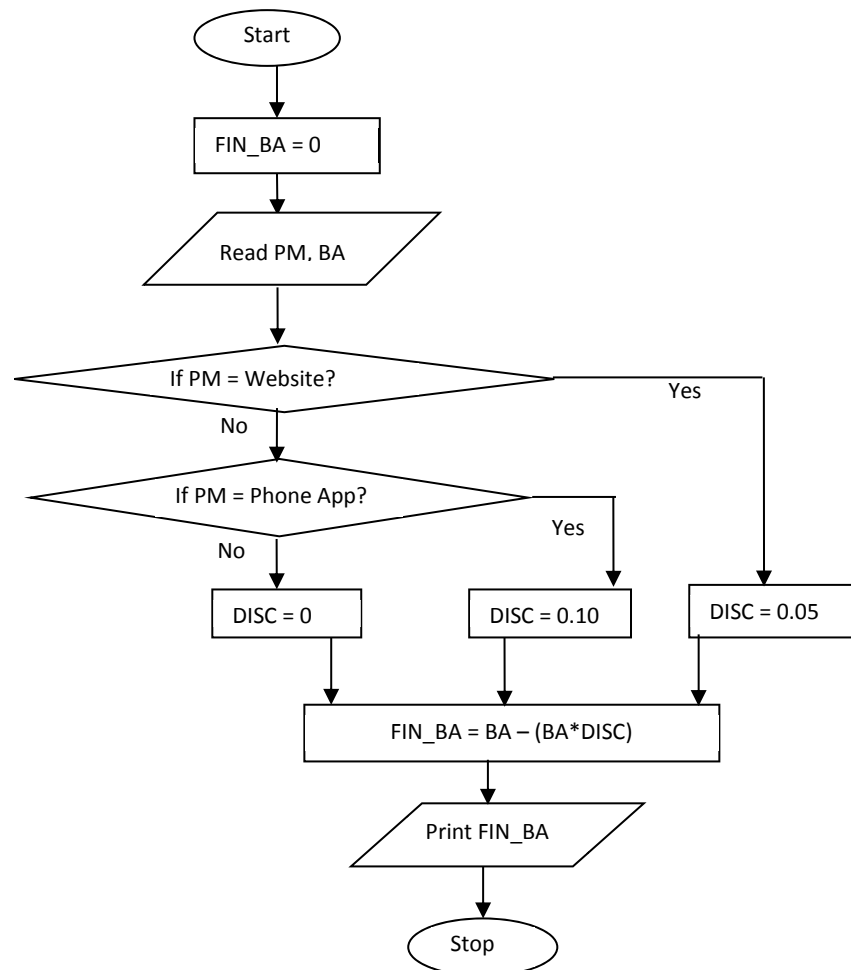 Start
FIN_BA = 0
Read PM, BA
If PM = Website?
Yes
No
If PM = Phone App?
Yes
No
DISC = 0
DISC = 0.10
DISC = 0.05
FIN_BA = BA – (BA*DISC)
Print FIN_BA
Stop